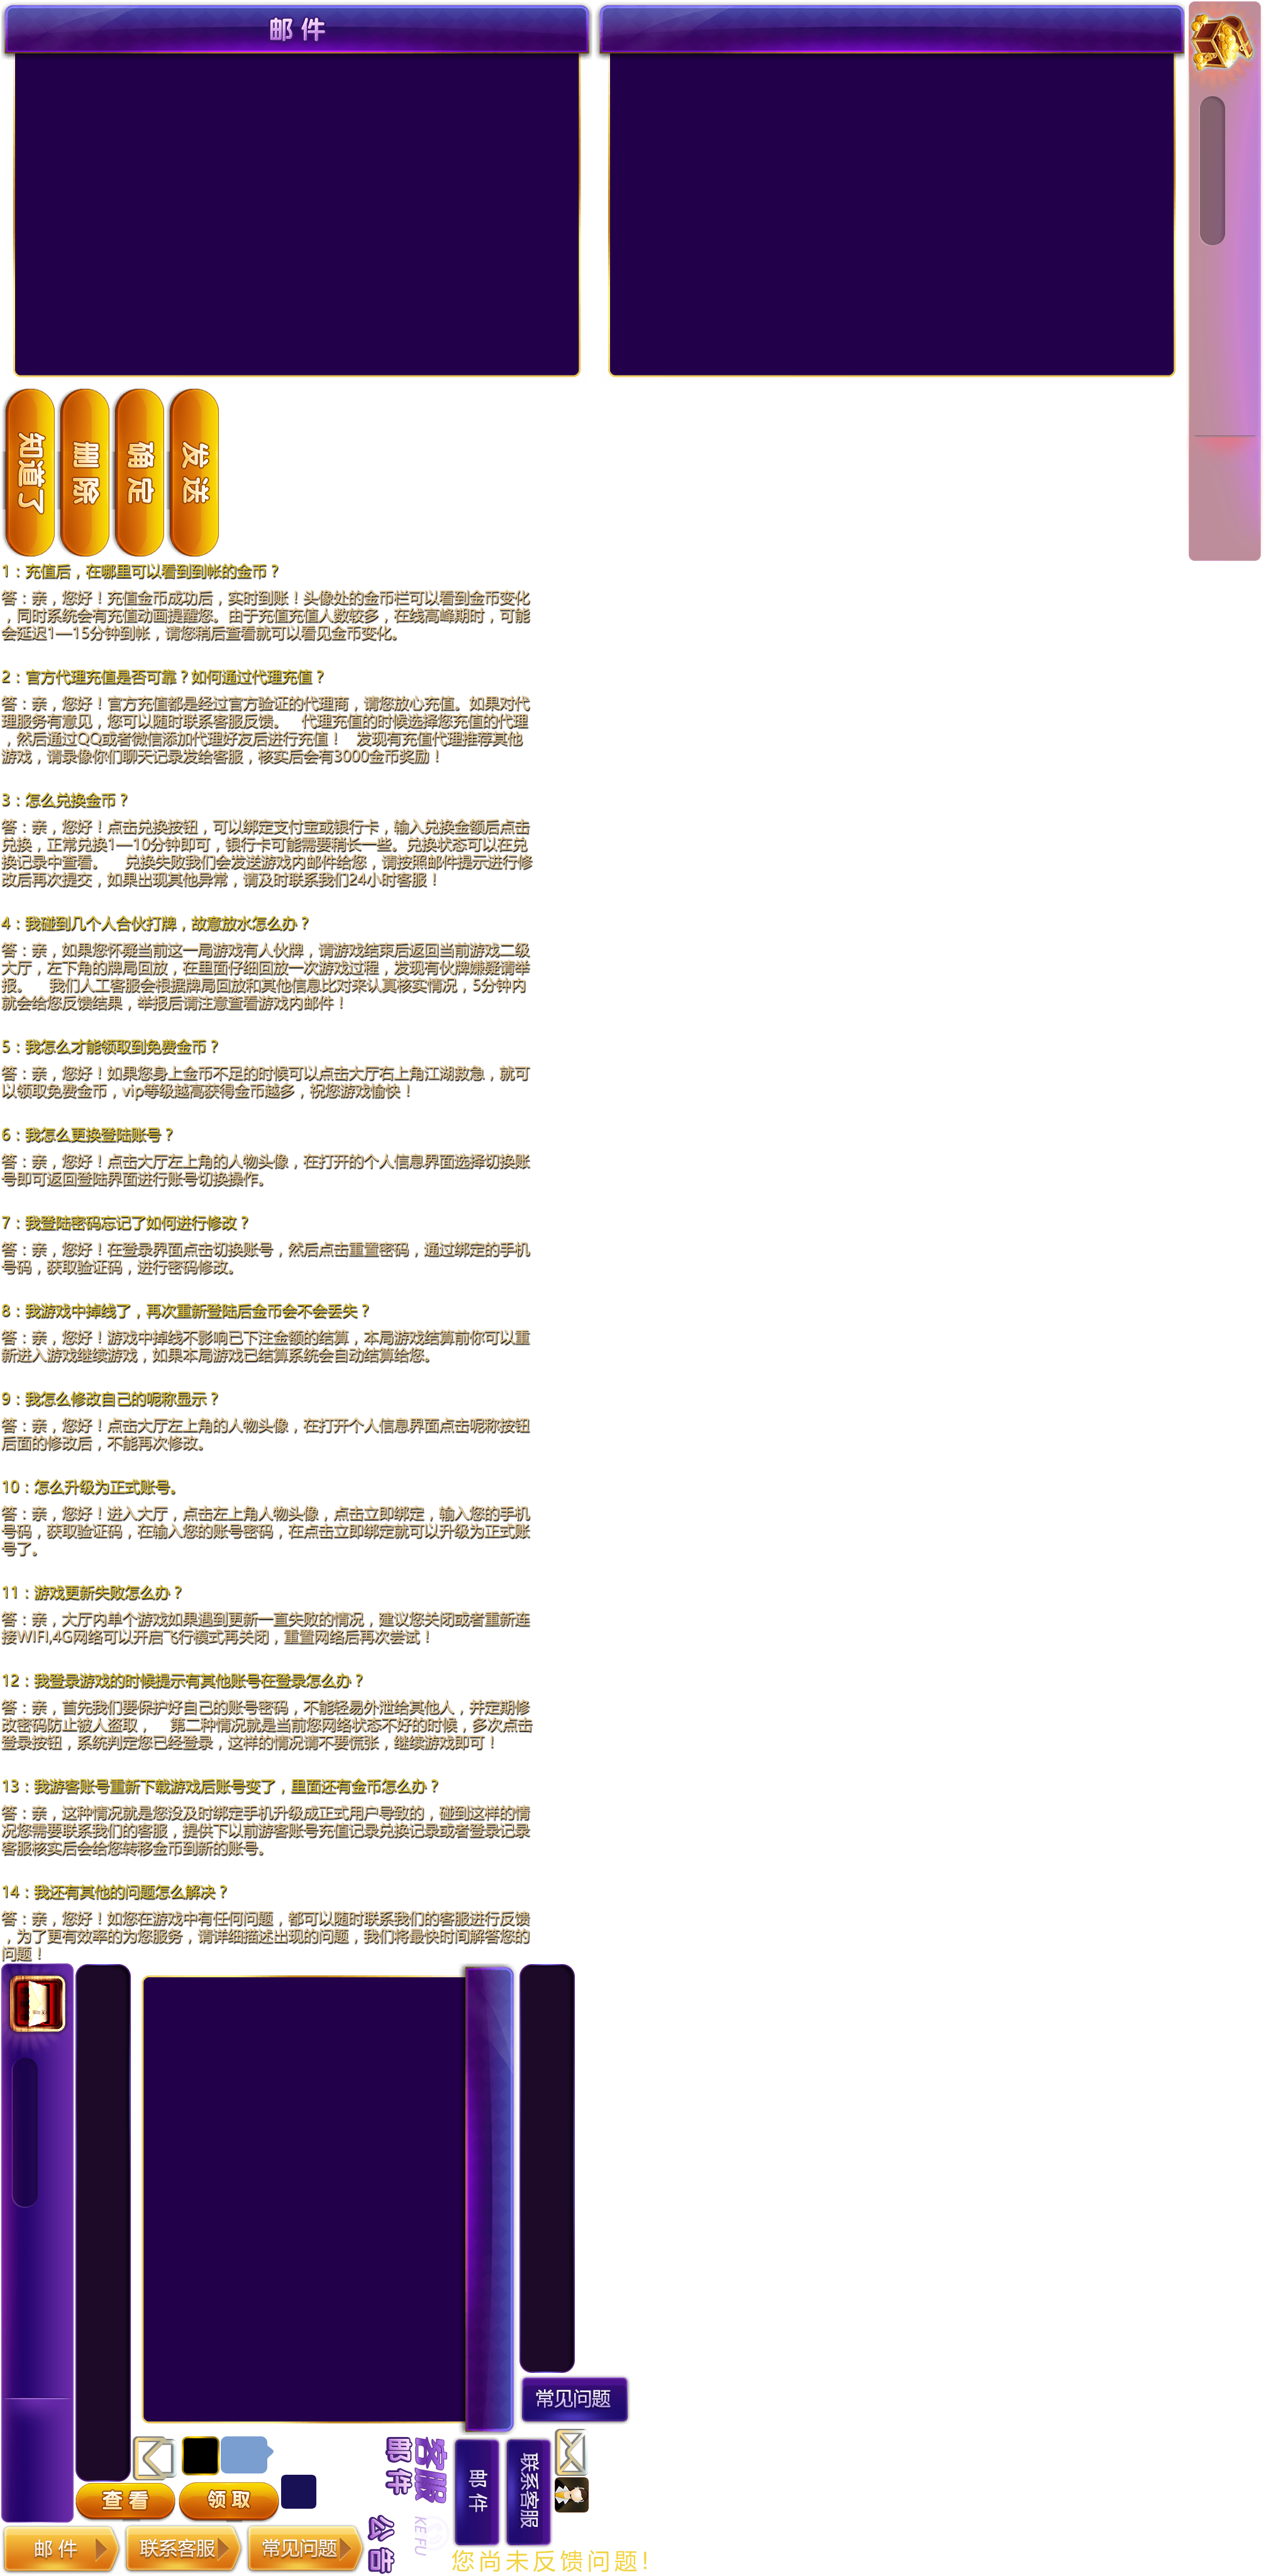 邮 件
知道了
删 除
确 定
发 送
1：充值后，在哪里可以看到到帐的金币？
答：亲，您好！充值金币成功后，实时到账！头像处的金币栏可以看到金币变化
，同时系统会有充值动画提醒您。由于充值充值人数较多，在线高峰期时，可能
会延迟1—15分钟到帐，请您稍后查看就可以看见金币变化。
2：官方代理充值是否可靠？如何通过代理充值？
答：亲，您好！官方充值都是经过官方验证的代理商，请您放心充值。如果对代
理服务有意见，您可以随时联系客服反馈。 代理充值的时候选择您充值的代理
，然后通过QQ或者微信添加代理好友后进行充值！ 发现有充值代理推荐其他
游戏，请录像你们聊天记录发给客服，核实后会有3000金币奖励！
3：怎么兑换金币？
答：亲，您好！点击兑换按钮，可以绑定支付宝或银行卡，输入兑换金额后点击
兑换，正常兑换1—10分钟即可，银行卡可能需要稍长一些。兑换状态可以在兑
换记录中查看。 兑换失败我们会发送游戏内邮件给您，请按照邮件提示进行修
改后再次提交，如果出现其他异常，请及时联系我们24小时客服！
4：我碰到几个人合伙打牌，故意放水怎么办？
答：亲，如果您怀疑当前这一局游戏有人伙牌，请游戏结束后返回当前游戏二级
大厅，左下角的牌局回放，在里面仔细回放一次游戏过程，发现有伙牌嫌疑请举
报。 我们人工客服会根据牌局回放和其他信息比对来认真核实情况，5分钟内
就会给您反馈结果，举报后请注意查看游戏内邮件！
5：我怎么才能领取到免费金币？
答：亲，您好！如果您身上金币不足的时候可以点击大厅右上角江湖救急，就可
以领取免费金币，vip等级越高获得金币越多，祝您游戏愉快！
6：我怎么更换登陆账号？
答：亲，您好！点击大厅左上角的人物头像，在打开的个人信息界面选择切换账
号即可返回登陆界面进行账号切换操作。
7：我登陆密码忘记了如何进行修改？
答：亲，您好！在登录界面点击切换账号，然后点击重置密码，通过绑定的手机
号码，获取验证码，进行密码修改。
8：我游戏中掉线了，再次重新登陆后金币会不会丢失？
答：亲，您好！游戏中掉线不影响已下注金额的结算，本局游戏结算前你可以重
新进入游戏继续游戏，如果本局游戏已结算系统会自动结算给您。
9：我怎么修改自己的昵称显示？
答：亲，您好！点击大厅左上角的人物头像，在打开个人信息界面点击昵称按钮
后面的修改后，不能再次修改。
10：怎么升级为正式账号。
答：亲，您好！进入大厅，点击左上角人物头像，点击立即绑定，输入您的手机
号码，获取验证码，在输入您的账号密码，在点击立即绑定就可以升级为正式账
号了。
11：游戏更新失败怎么办？
答：亲，大厅内单个游戏如果遇到更新一直失败的情况，建议您关闭或者重新连
接WIFI,4G网络可以开启飞行模式再关闭，重置网络后再次尝试！
12：我登录游戏的时候提示有其他账号在登录怎么办？
答：亲，首先我们要保护好自己的账号密码，不能轻易外泄给其他人，并定期修
改密码防止被人盗取， 第二种情况就是当前您网络状态不好的时候，多次点击
登录按钮，系统判定您已经登录，这样的情况请不要慌张，继续游戏即可！
13：我游客账号重新下载游戏后账号变了，里面还有金币怎么办？
答：亲，这种情况就是您没及时绑定手机升级成正式用户导致的，碰到这样的情
况您需要联系我们的客服，提供下以前游客账号充值记录兑换记录或者登录记录
客服核实后会给您转移金币到新的账号。
14：我还有其他的问题怎么解决？
答：亲，您好！如您在游戏中有任何问题，都可以随时联系我们的客服进行反馈
，为了更有效率的为您服务，请详细描述出现的问题，我们将最快时间解答您的
问题！
常见问题
邮件
客服
KE FU
邮 件
联系客服
查 看
领 取
公告
邮 件
联系客服
常见问题
您尚未反馈问题！